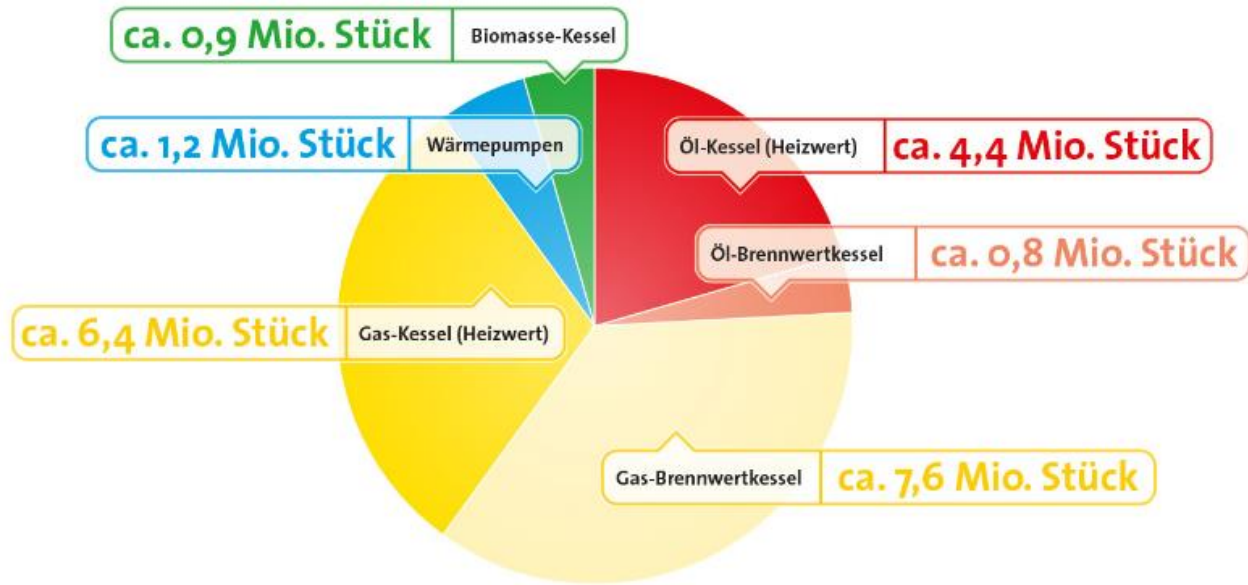 ca. 0,9 Mio. Stück Biomasse-Kessel
ca. 1,2 Mio. Stück Wärmepumpen
Öl-Kessel (Heizwert) ca. 4,4 Mio. Stück
Öl-Brennwertkessel ca. 0,8 Mio. Stück
ca. 6,4 Mio. Stück Gas-Kessel (Heizwert)
Gas-Brennwertkessel ca. 7,6 Mio. Stück